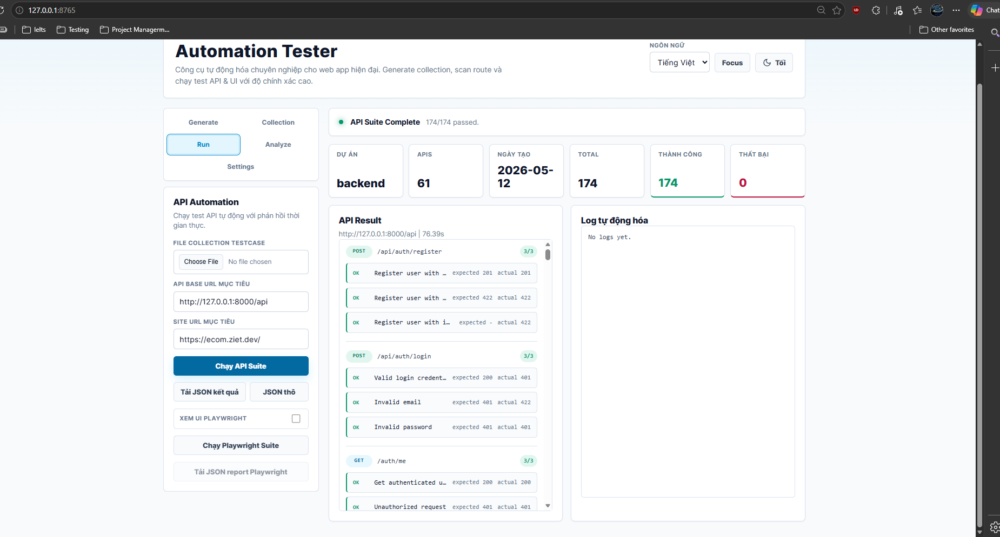 127.0.0.1:8765
Chat
Ielts
Testing
Project Managerm...
Other favorites
Automation Tester
Công cụ tự động hóa chuyên nghiệp cho web app hiện đại. Generate collection, scan route và
chạy test API & UI với độ chính xác cao.
NGÔN NGỮ
Tiếng Việt
Focus
Tối
Generate
Collection
Run
Analyze
Settings
API Automation
Chạy test API tự động với phản hồi thời
gian thực.
FILE COLLECTION TESTCASE
Choose File No file chosen
API BASE URL MỤC TIÊU
http://127.0.0.1:8000/api
SITE URL MỤC TIÊU
https://ecom.ziet.dev/
Chạy API Suite
Tải JSON kết quả
JSON thô
XEM UI PLAYWRIGHT
Chạy Playwright Suite
Tải JSON report Playwright
API Suite Complete 174/174 passed.
DỰ ÁN
backend
APIS
61
NGÀY TẠO
2026-05-
12
TOTAL
174
THÀNH CÔNG
174
THẤT BẠI
0
API Result
http://127.0.0.1:8000/api | 76.39s
POST /api/auth/register 3/3
OK Register user with … expected 201 actual 201
OK Register user with … expected 422 actual 422
OK Register user with i… expected - actual 422
POST /api/auth/login 3/3
OK Valid login credent… expected 200 actual 401
OK Invalid email expected 401 actual 422
OK Invalid password expected 401 actual 401
GET /auth/me 3/3
OK Get authenticated u… expected 200 actual 200
OK Unauthorized request expected 401 actual 401
Log tự động hóa
No logs yet.